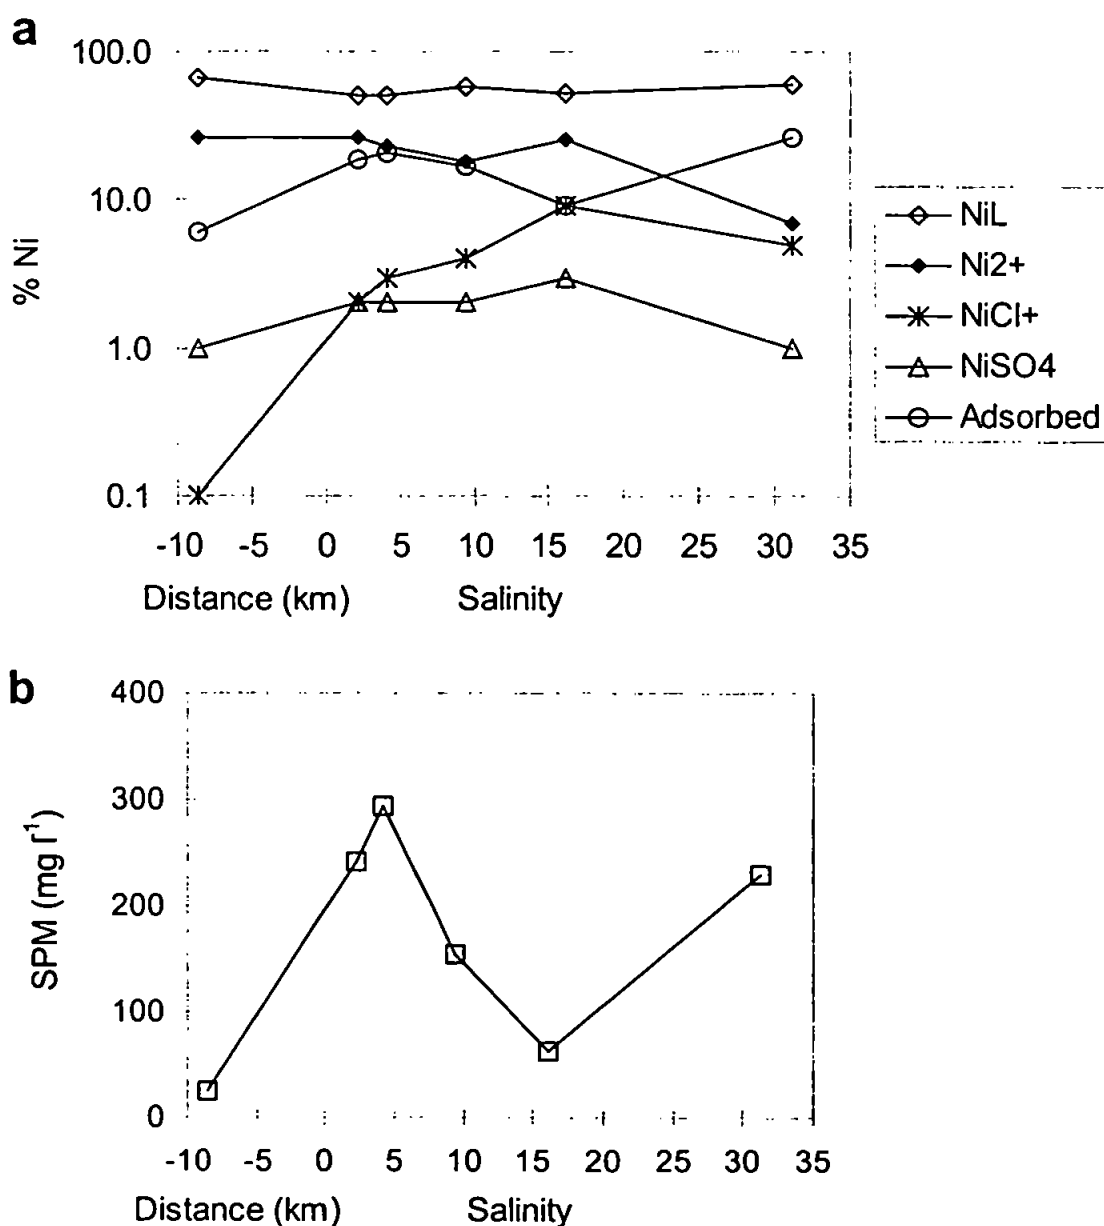 a
100.0
10.0
1.0
0.1
% Ni
-10 -5 0 5 10 15 20 25 30 35
Distance (km) Salinity
NiL
Ni2+
NiCl+
NiSO4
Adsorbed
b
400
300
200
100
0
SPM (mg l-1)
-10 -5 0 5 10 15 20 25 30 35
Distance (km) Salinity